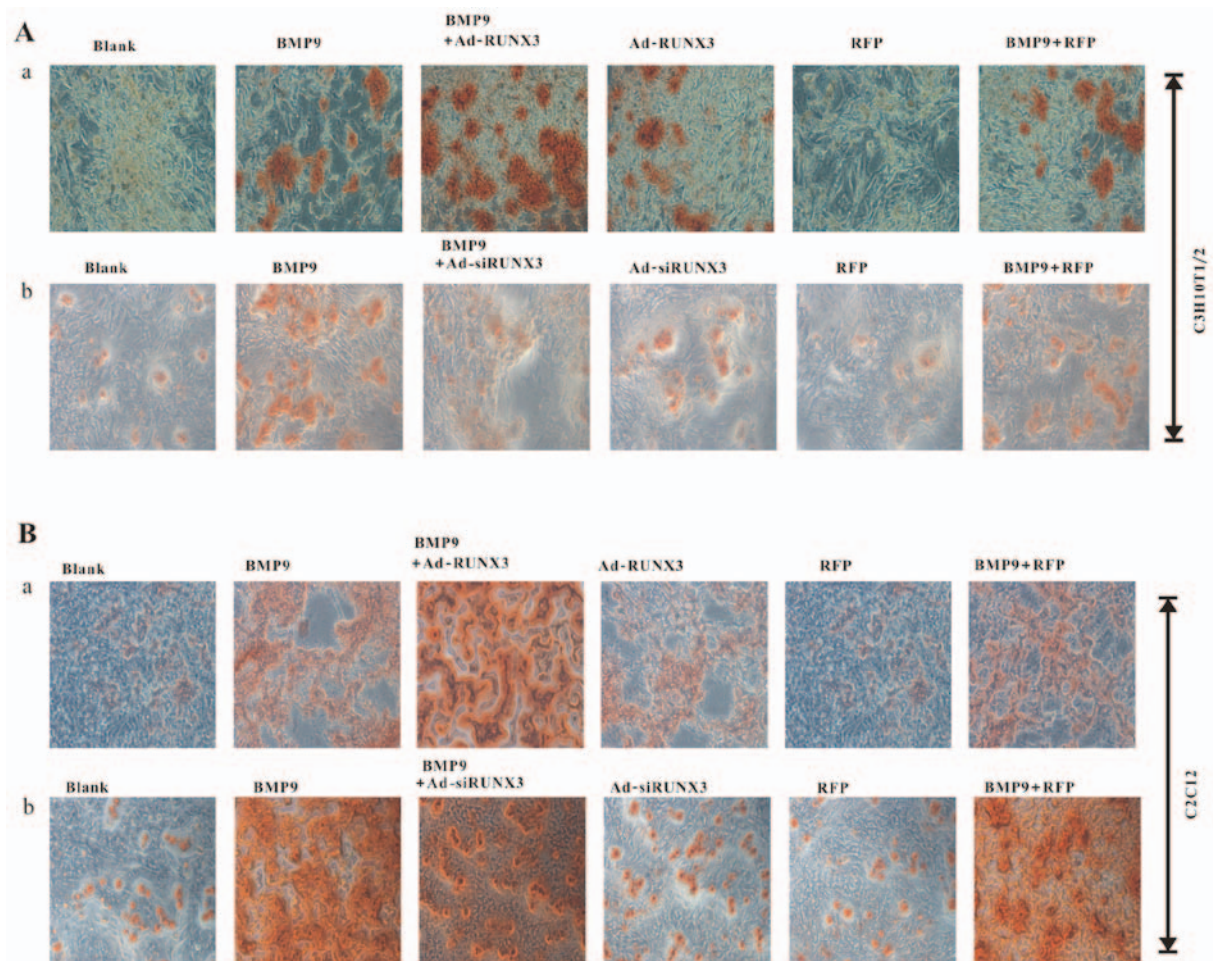 A
Blank
BMP9
BMP9
+Ad-RUNX3
Ad-RUNX3
RFP
BMP9+RFP
a
Blank
BMP9
BMP9
+Ad-siRUNX3
Ad-siRUNX3
RFP
BMP9+RFP
b
C3H10T1/2
B
Blank
BMP9
BMP9
+Ad-RUNX3
Ad-RUNX3
RFP
BMP9+RFP
a
Blank
BMP9
BMP9
+Ad-siRUNX3
Ad-siRUNX3
RFP
BMP9+RFP
b
C2C12